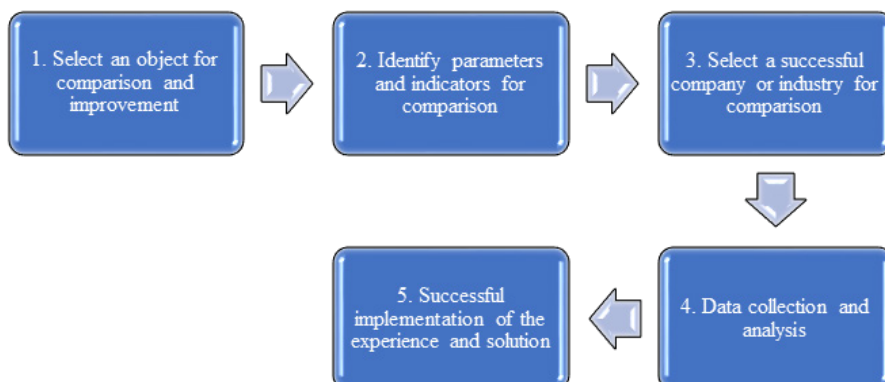 1. Select an object for
comparison and
improvement
2. Identify parameters
and indicators for
comparison
3. Select a successful
company or industry for
comparison
4. Data collection and
analysis
5. Successful
implementation of the
experience and solution